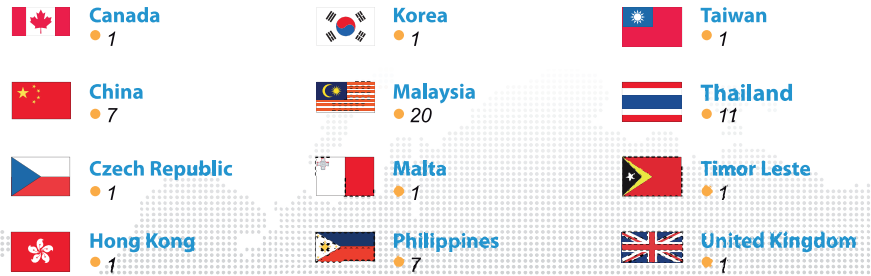 Canada
1
Korea
1
Taiwan
1
China
7
Malaysia
20
Thailand
11
Czech Republic
1
Malta
1
Timor Leste
1
Hong Kong
1
Philippines
7
United Kingdom
1